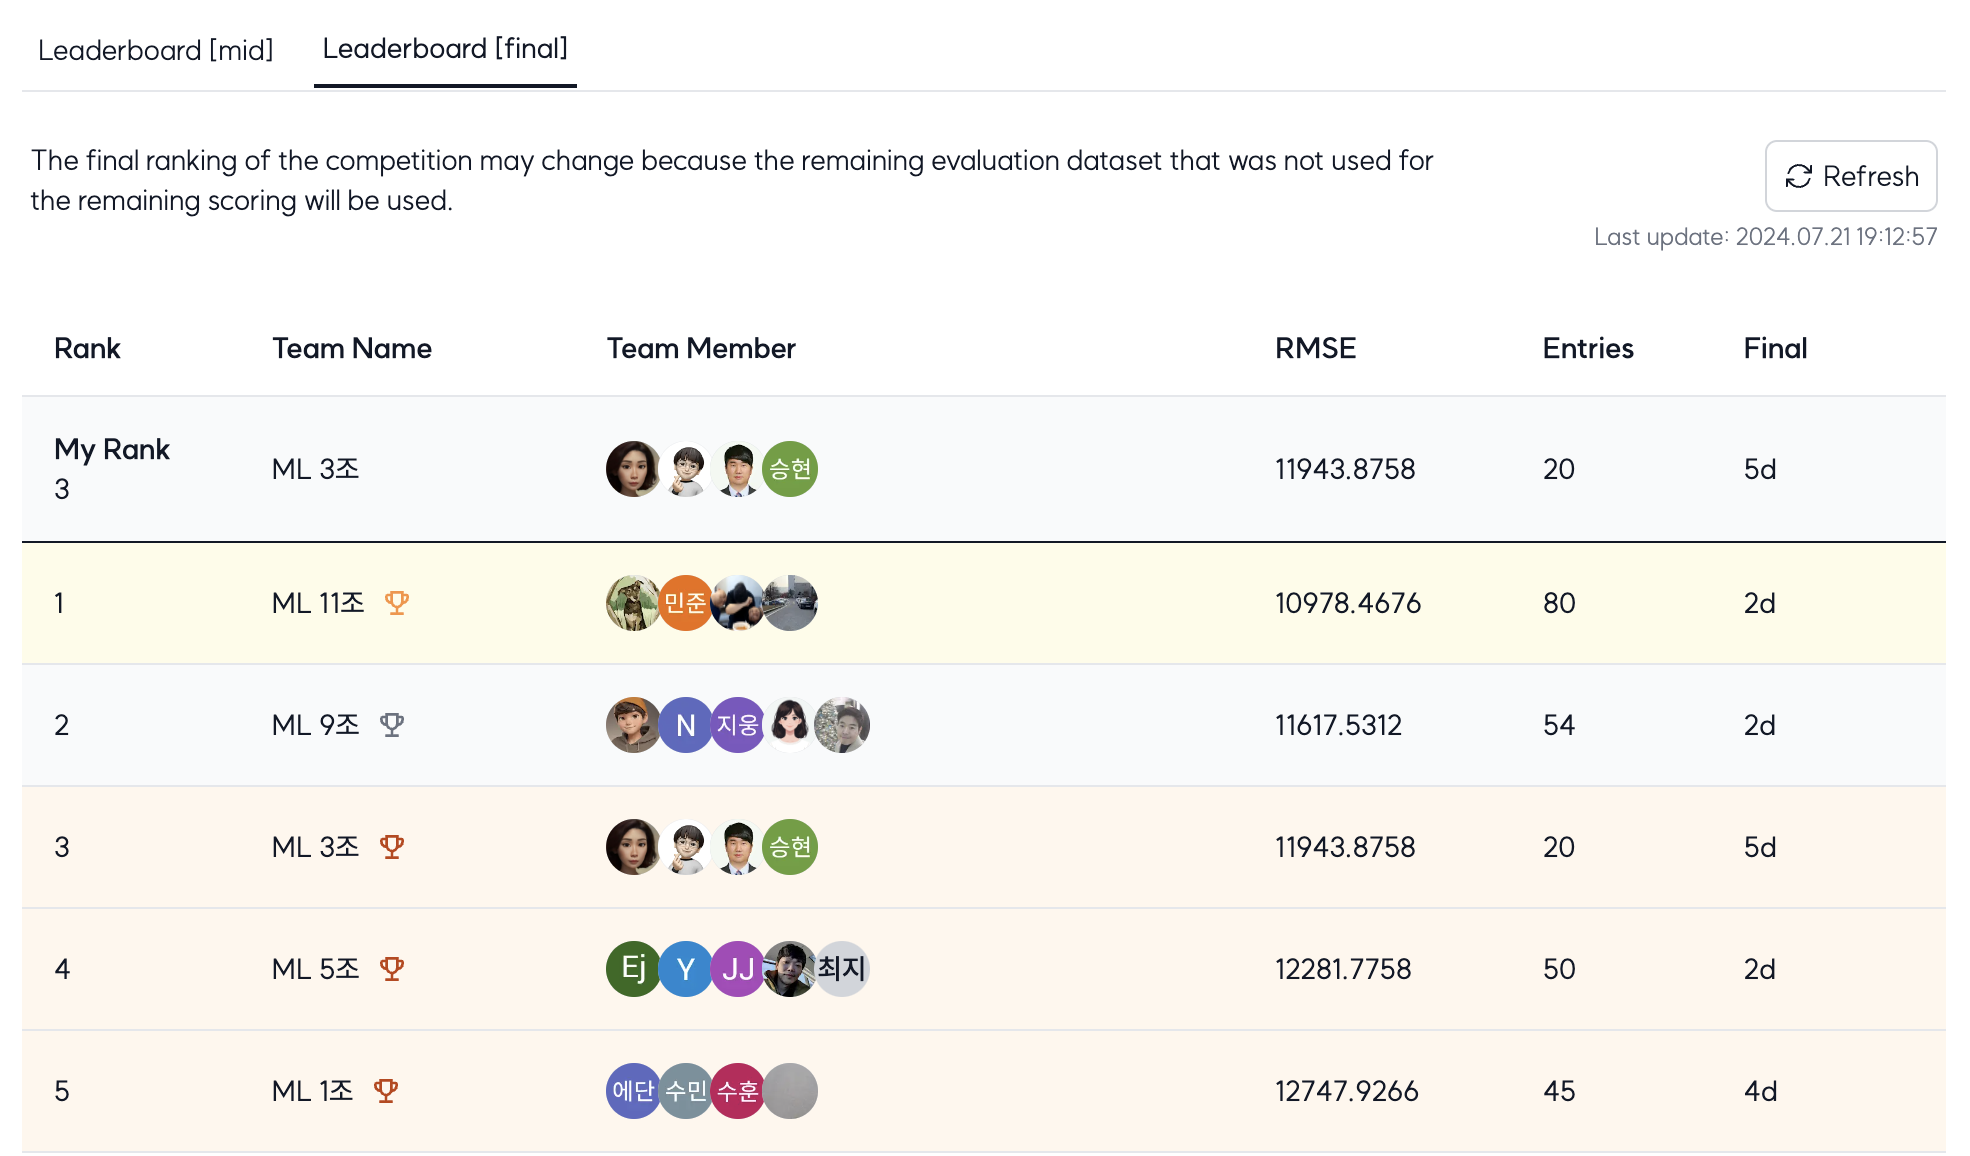 Leaderboard [mid] Leaderboard [final]
The final ranking of the competition may change because the remaining evaluation dataset that was not used for
the remaining scoring will be used.
Refresh
Last update: 2024.07.21 19:12:57
Rank Team Name Team Member RMSE Entries Final
My Rank
3 ML 3조 승현 11943.8758 20 5d
1 ML 11조 민준 10978.4676 80 2d
2 ML 9조 N 지웅 11617.5312 54 2d
3 ML 3조 승현 11943.8758 20 5d
4 ML 5조 Ej Y JJ 최지 12281.7758 50 2d
5 ML 1조 에단 수민 수훈 12747.9266 45 4d